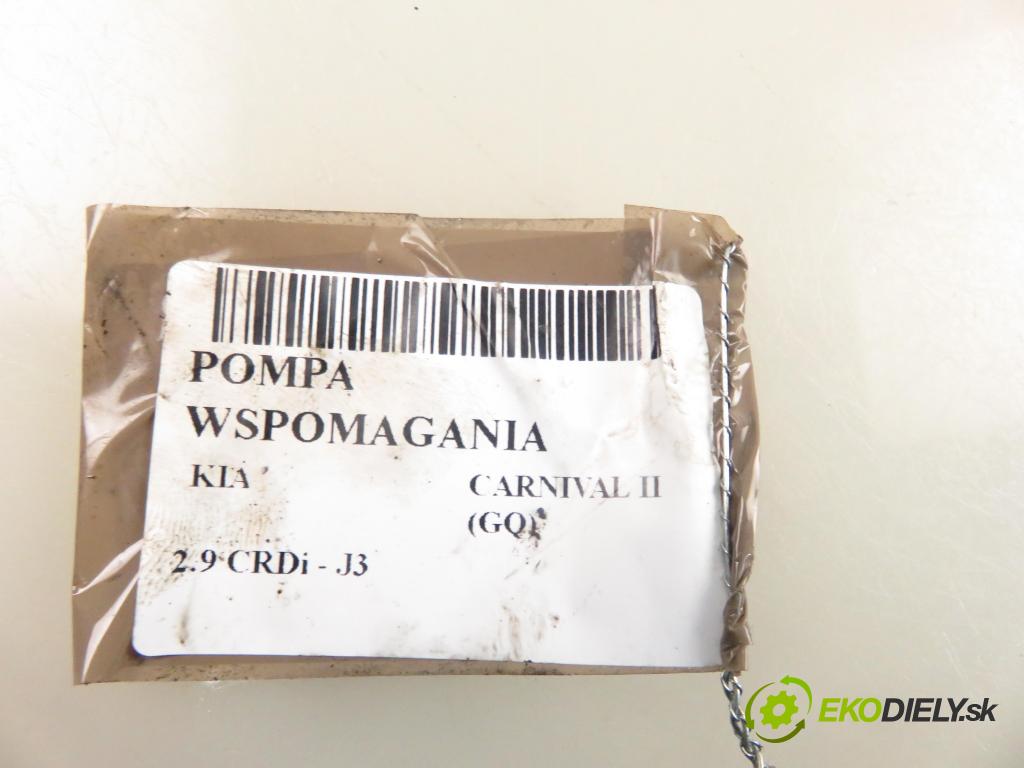 POMPA
WSPOMAGANIA
KIA CARNIVAL II
(GQ)
2.9 CRDi - J3
EKODIELY.sk